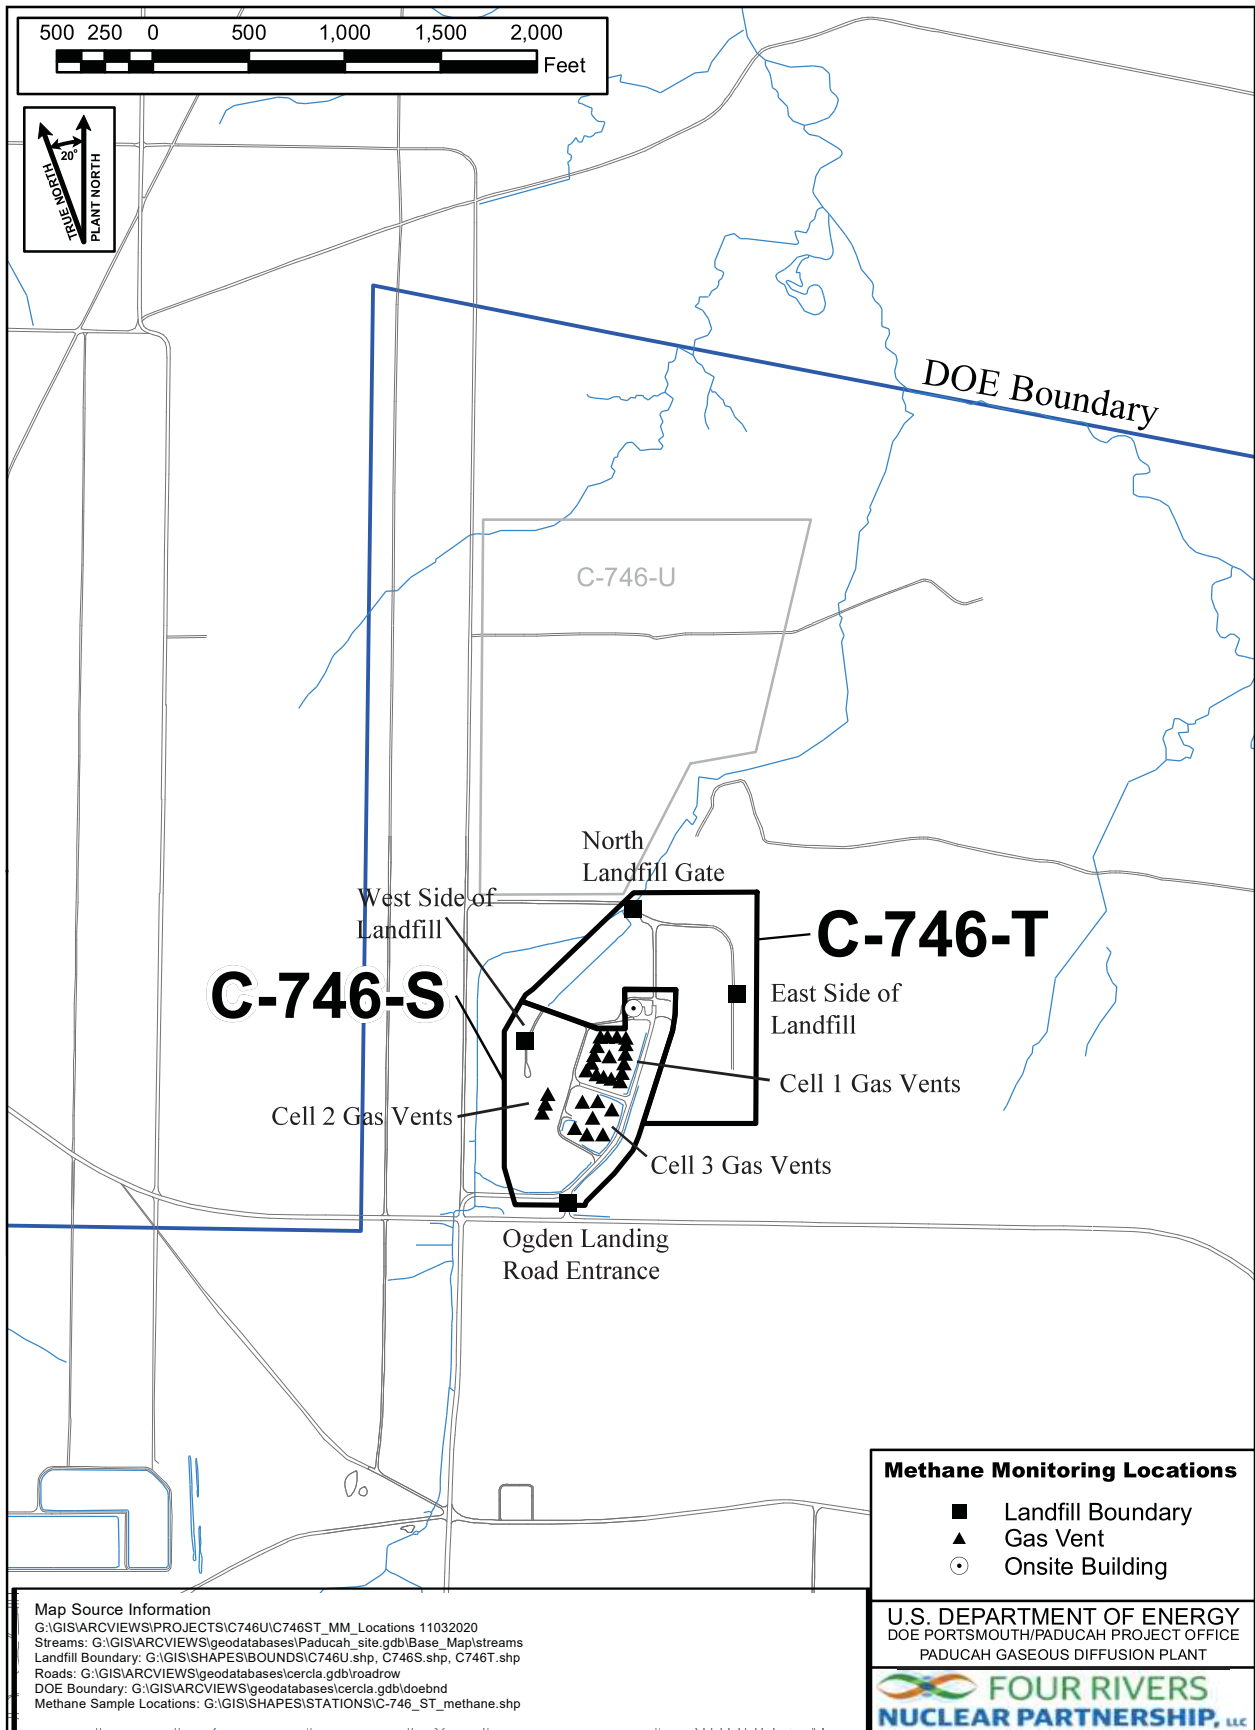 500 250 0 500 1,000 1,500 2,000
Feet
20°
TRUE NORTH
PLANT NORTH
DOE Boundary
C-746-U
North
Landfill Gate
West Side of
Landfill
C-746-T
C-746-S
East Side of
Landfill
Cell 1 Gas Vents
Cell 2 Gas Vents
Cell 3 Gas Vents
Ogden Landing
Road Entrance
Methane Monitoring Locations
Landfill Boundary
Gas Vent
Onsite Building
Map Source Information
G:\GIS\ARCVIEWS\PROJECTS\C746U\C746ST_MM_Locations 11032020
Streams: G:\GIS\ARCVIEWS\geodatabases\Paducah_site.gdb\Base_Map\streams
Landfill Boundary: G:\GIS\SHAPES\BOUNDS\C746U.shp, C746S.shp, C746T.shp
Roads: G:\GIS\ARCVIEWS\geodatabases\cercla.gdb\roadrow
DOE Boundary: G:\GIS\ARCVIEWS\geodatabases\cercla.gdb\doebnd
Methane Sample Locations: G:\GIS\SHAPES\STATIONS\C-746_ST_methane.shp
U.S. DEPARTMENT OF ENERGY
DOE PORTSMOUTH/PADUCAH PROJECT OFFICE
PADUCAH GASEOUS DIFFUSION PLANT
FOUR RIVERS
NUCLEAR PARTNERSHIP, LLC